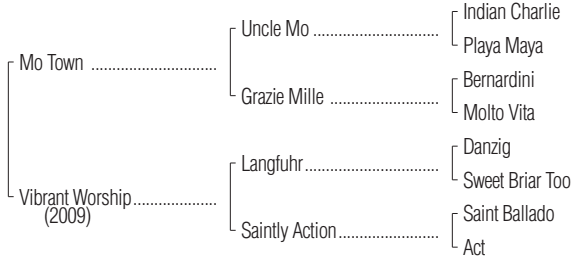 Indian Charlie
Uncle Mo ................................
Playa Maya
Mo Town ................................
Bernardini
Grazie Mille ............................
Molto Vita
Danzig
Langfuhr..................................
Sweet Briar Too
Vibrant Worship.....................
(2009)
Saint Ballado
Saintly Action..........................
Act